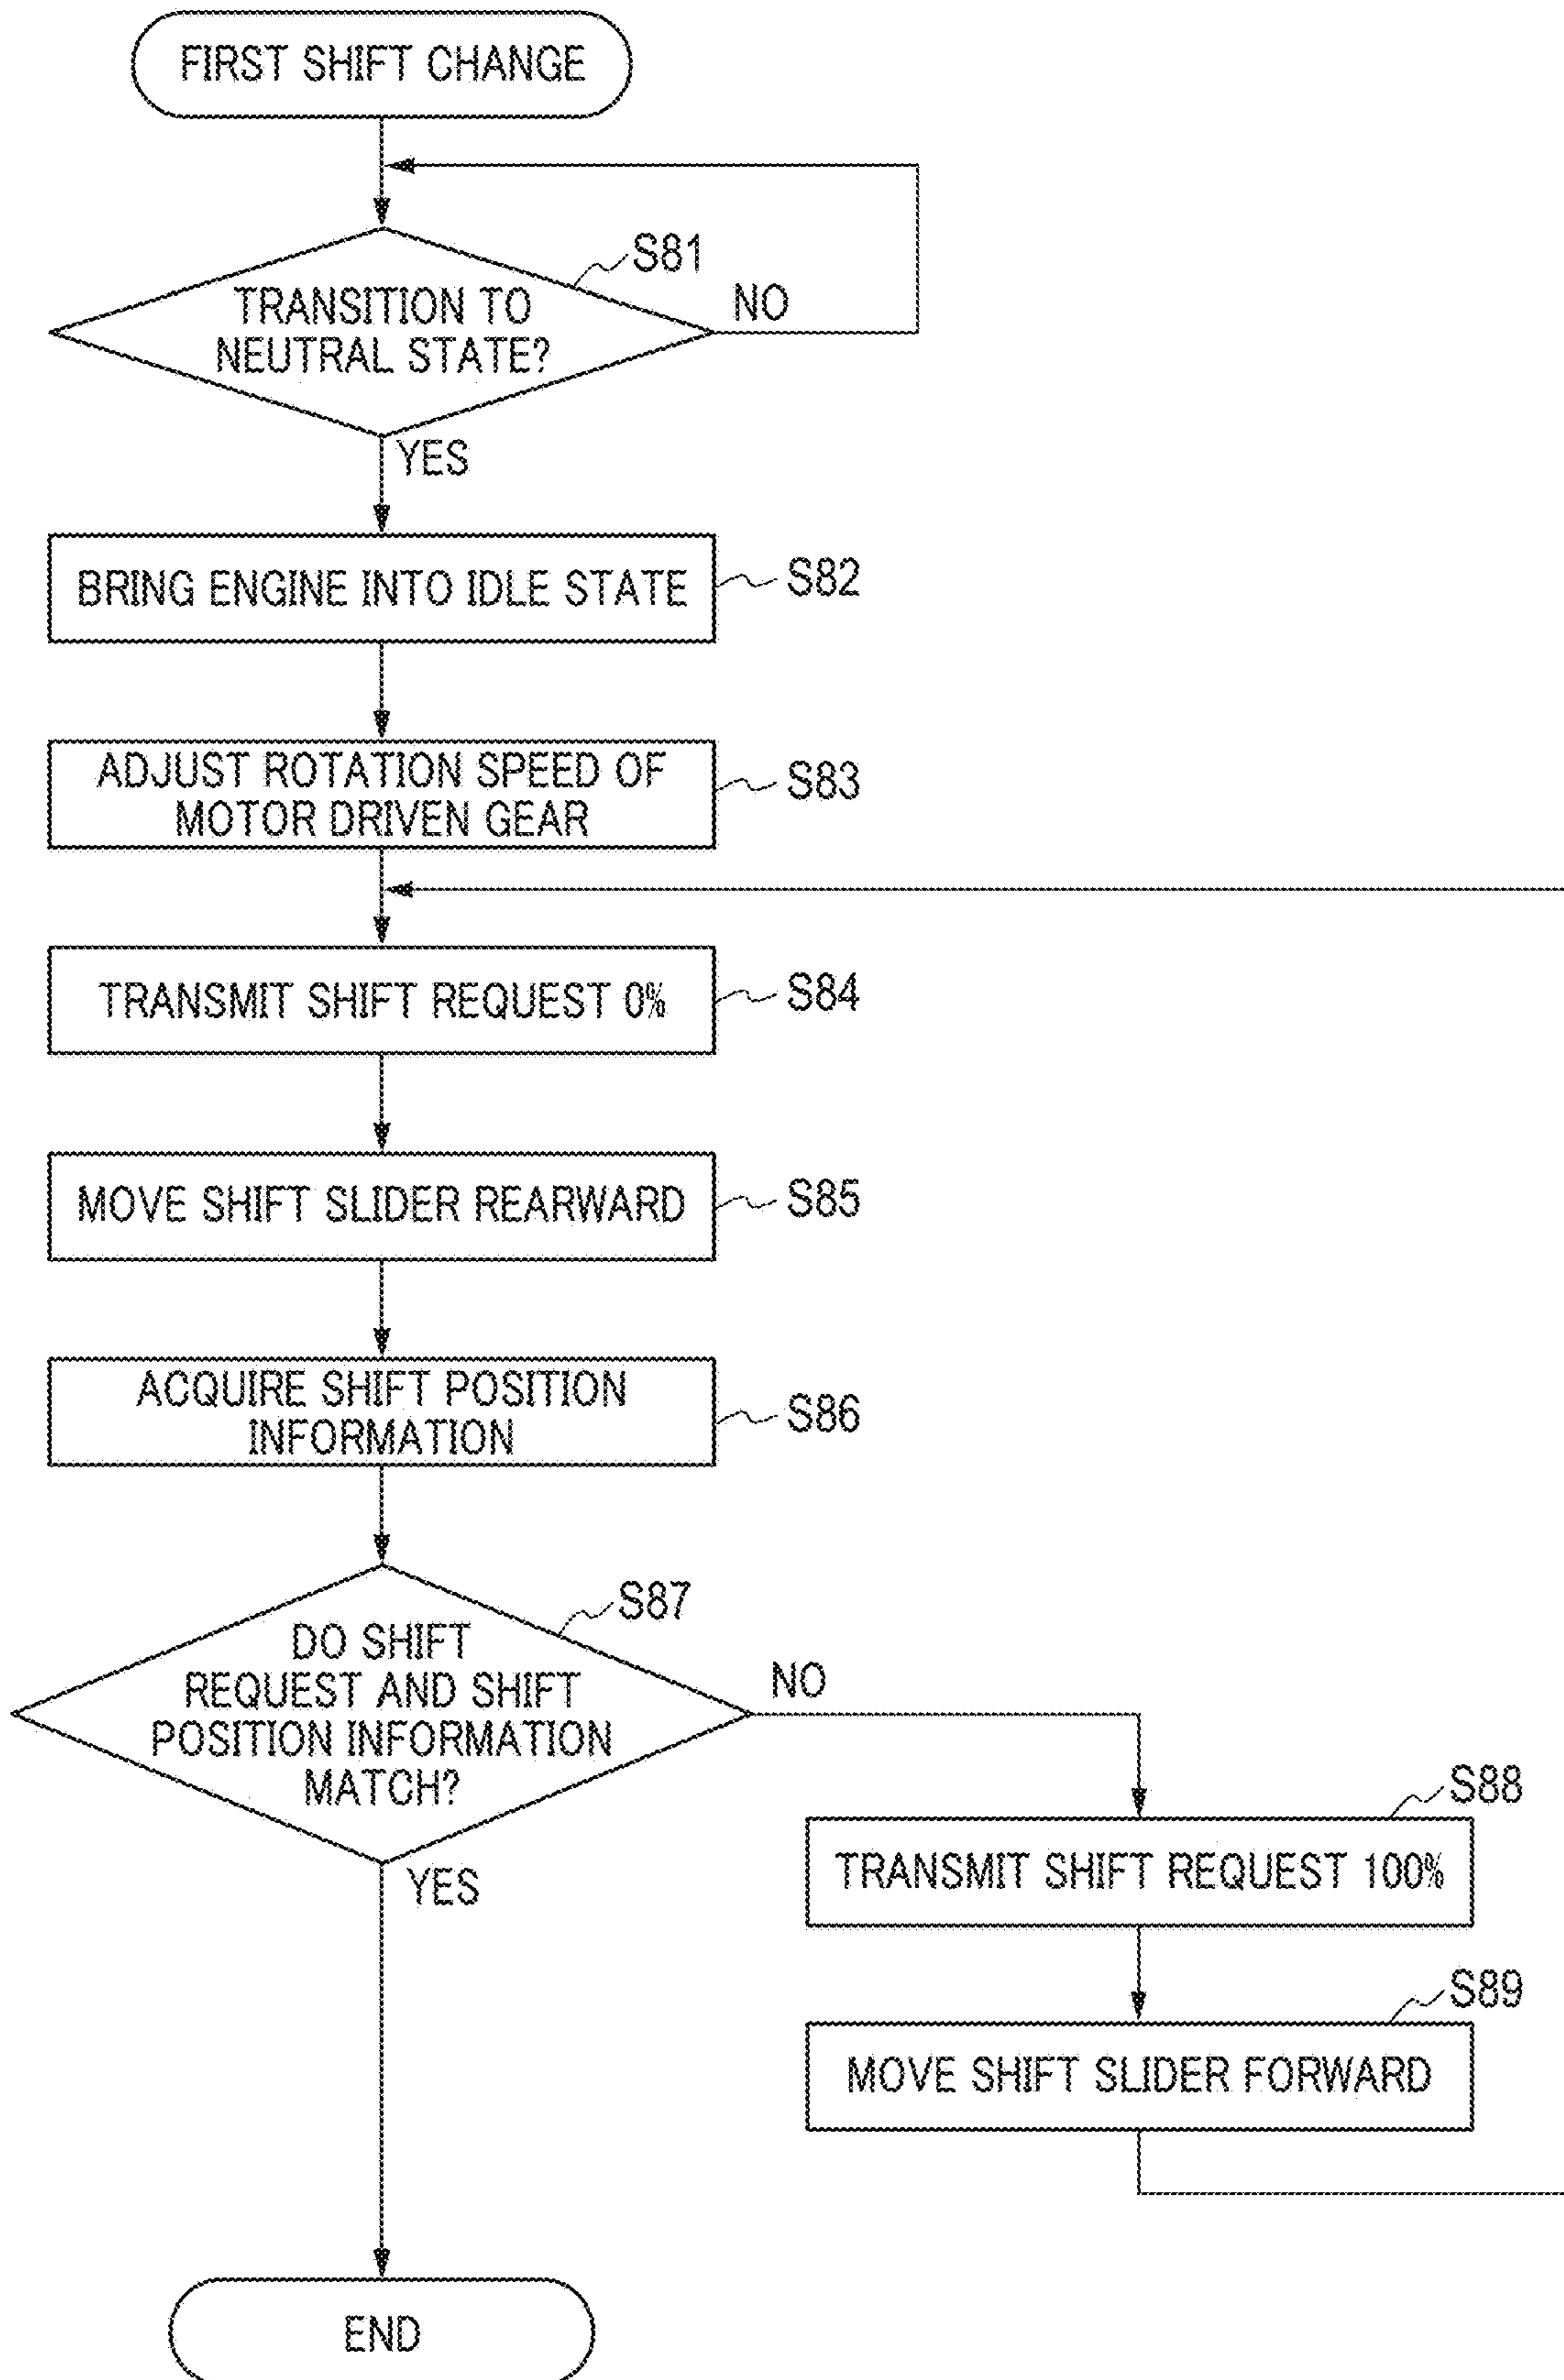 FIRST SHIFT CHANGE
S81
TRANSITION TO
NEUTRAL STATE?
NO
YES
BRING ENGINE INTO IDLE STATE
S82
ADJUST ROTATION SPEED OF
MOTOR DRIVEN GEAR
S83
TRANSMIT SHIFT REQUEST 0%
S84
MOVE SHIFT SLIDER REARWARD
S85
ACQUIRE SHIFT POSITION
INFORMATION
S86
S87
DO SHIFT
REQUEST AND SHIFT
POSITION INFORMATION
MATCH?
NO
YES
S88
TRANSMIT SHIFT REQUEST 100%
S89
MOVE SHIFT SLIDER FORWARD
END